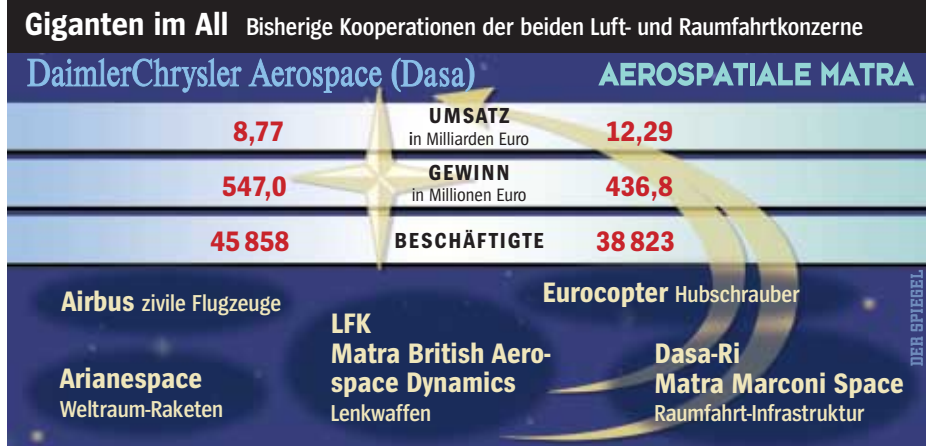 Giganten im All Bisherige Kooperationen der beiden Luft- und Raumfahrtkonzerne
DaimlerChrysler Aerospace (Dasa) AEROSPATIALE MATRA
8,77 UMSATZ in Milliarden Euro 12,29
547,0 GEWINN in Millionen Euro 436,8
45 858 BESCHÄFTIGTE 38 823
Airbus zivile Flugzeuge
Eurocopter Hubschrauber
Arianespace
Weltraum-Raketen
LFK
Matra British Aero-
space Dynamics
Lenkwaffen
Dasa-Ri
Matra Marconi Space
Raumfahrt-Infrastruktur
DER SPIEGEL